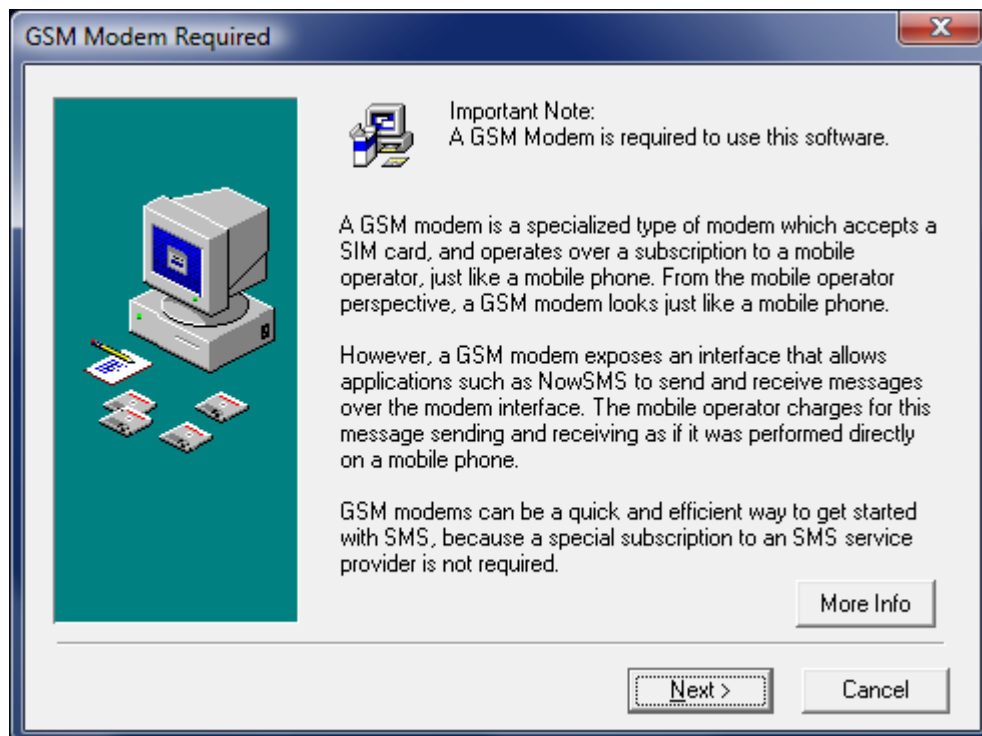 GSM Modem Required
Important Note:
A GSM Modem is required to use this software.
A GSM modem is a specialized type of modem which accepts a
SIM card, and operates over a subscription to a mobile
operator, just like a mobile phone. From the mobile operator
perspective, a GSM modem looks just like a mobile phone.
However, a GSM modem exposes an interface that allows
applications such as NowSMS to send and receive messages
over the modem interface. The mobile operator charges for this
message sending and receiving as if it was performed directly
on a mobile phone.
GSM modems can be a quick and efficient way to get started
with SMS, because a special subscription to an SMS service
provider is not required.
More Info
Next >
Cancel